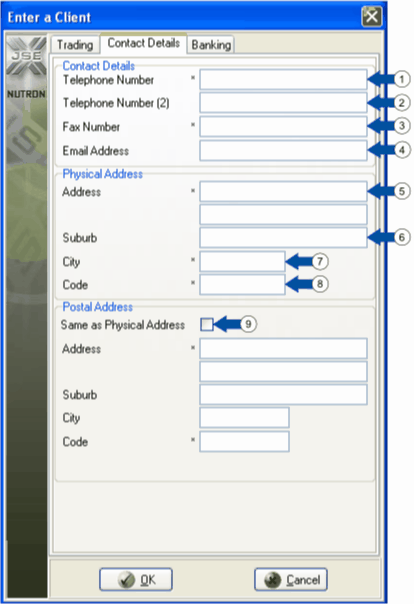 Enter a Client
JSE
NUTRON
Trading Contact Details Banking
Contact Details
Telephone Number * 1
Telephone Number (2) 2
Fax Number * 3
Email Address 4
Physical Address
Address * 5
Suburb 6
City * 7
Code * 8
Postal Address
Same as Physical Address 9
Address *
Suburb
City
Code *
OK Cancel